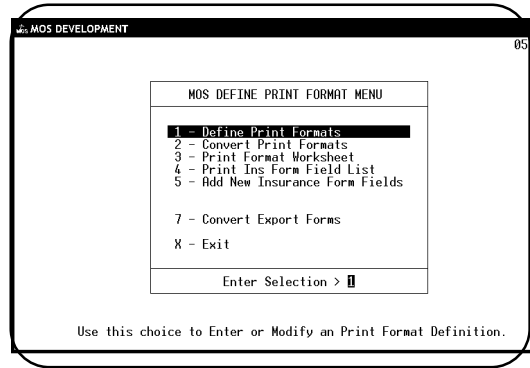 MOS MOS DEVELOPMENT
05
MOS DEFINE PRINT FORMAT MENU
1 - Define Print Formats
2 - Convert Print Formats
3 - Print Format Worksheet
4 - Print Ins Form Field List
5 - Add New Insurance Form Fields
7 - Convert Export Forms
X - Exit
Enter Selection > 1
Use this choice to Enter or Modify an Print Format Definition.